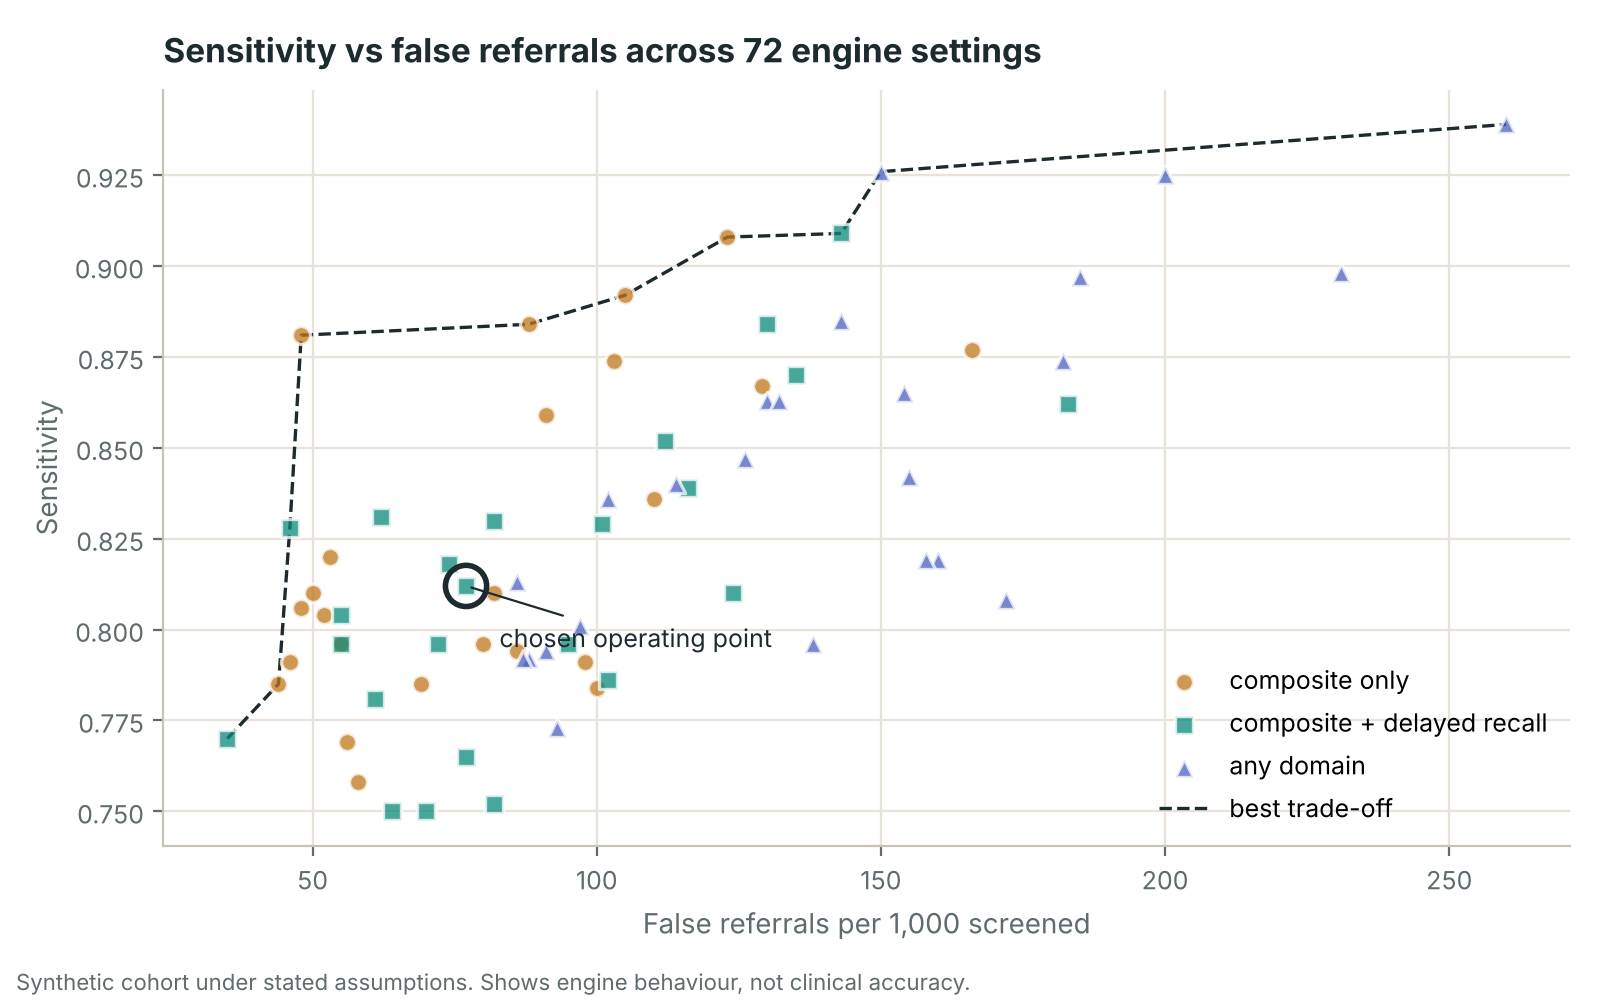 Sensitivity vs false referrals across 72 engine settings
Sensitivity
0.925
0.900
0.875
0.850
0.825
0.800
0.775
0.750
chosen operating point
composite only
composite + delayed recall
any domain
best trade-off
50
100
150
200
250
False referrals per 1,000 screened
Synthetic cohort under stated assumptions. Shows engine behaviour, not clinical accuracy.